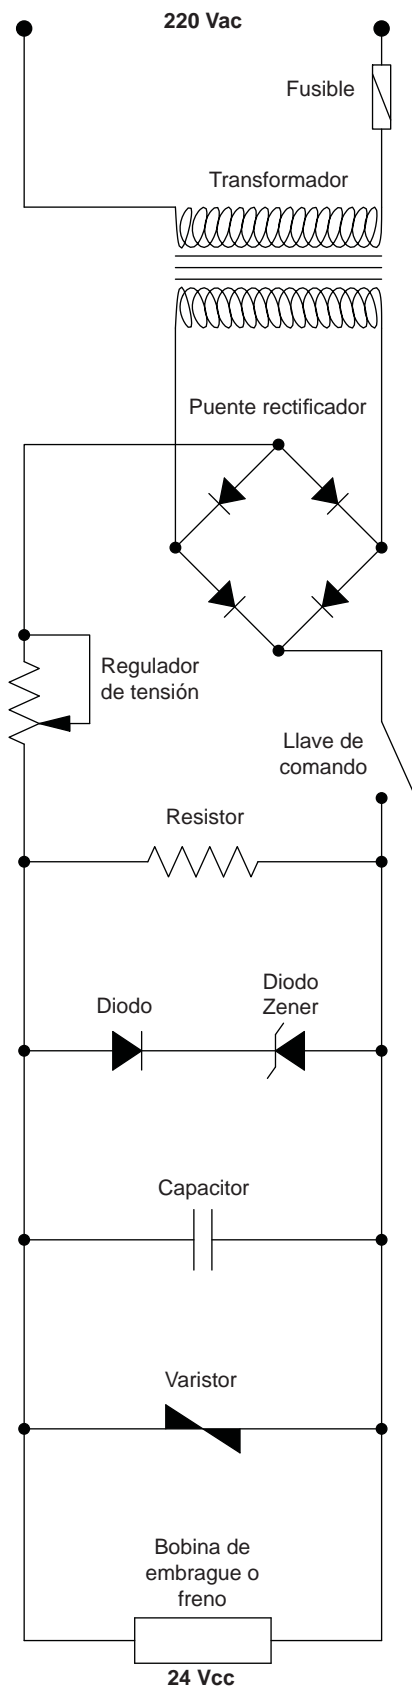 220 Vac
Fusible
Transformador
Puente rectificador
Regulador
de tensión
Llave de
comando
Resistor
Diodo
Diodo
Zener
Capacitor
Varistor
Bobina de
embrague o
freno
24 Vcc